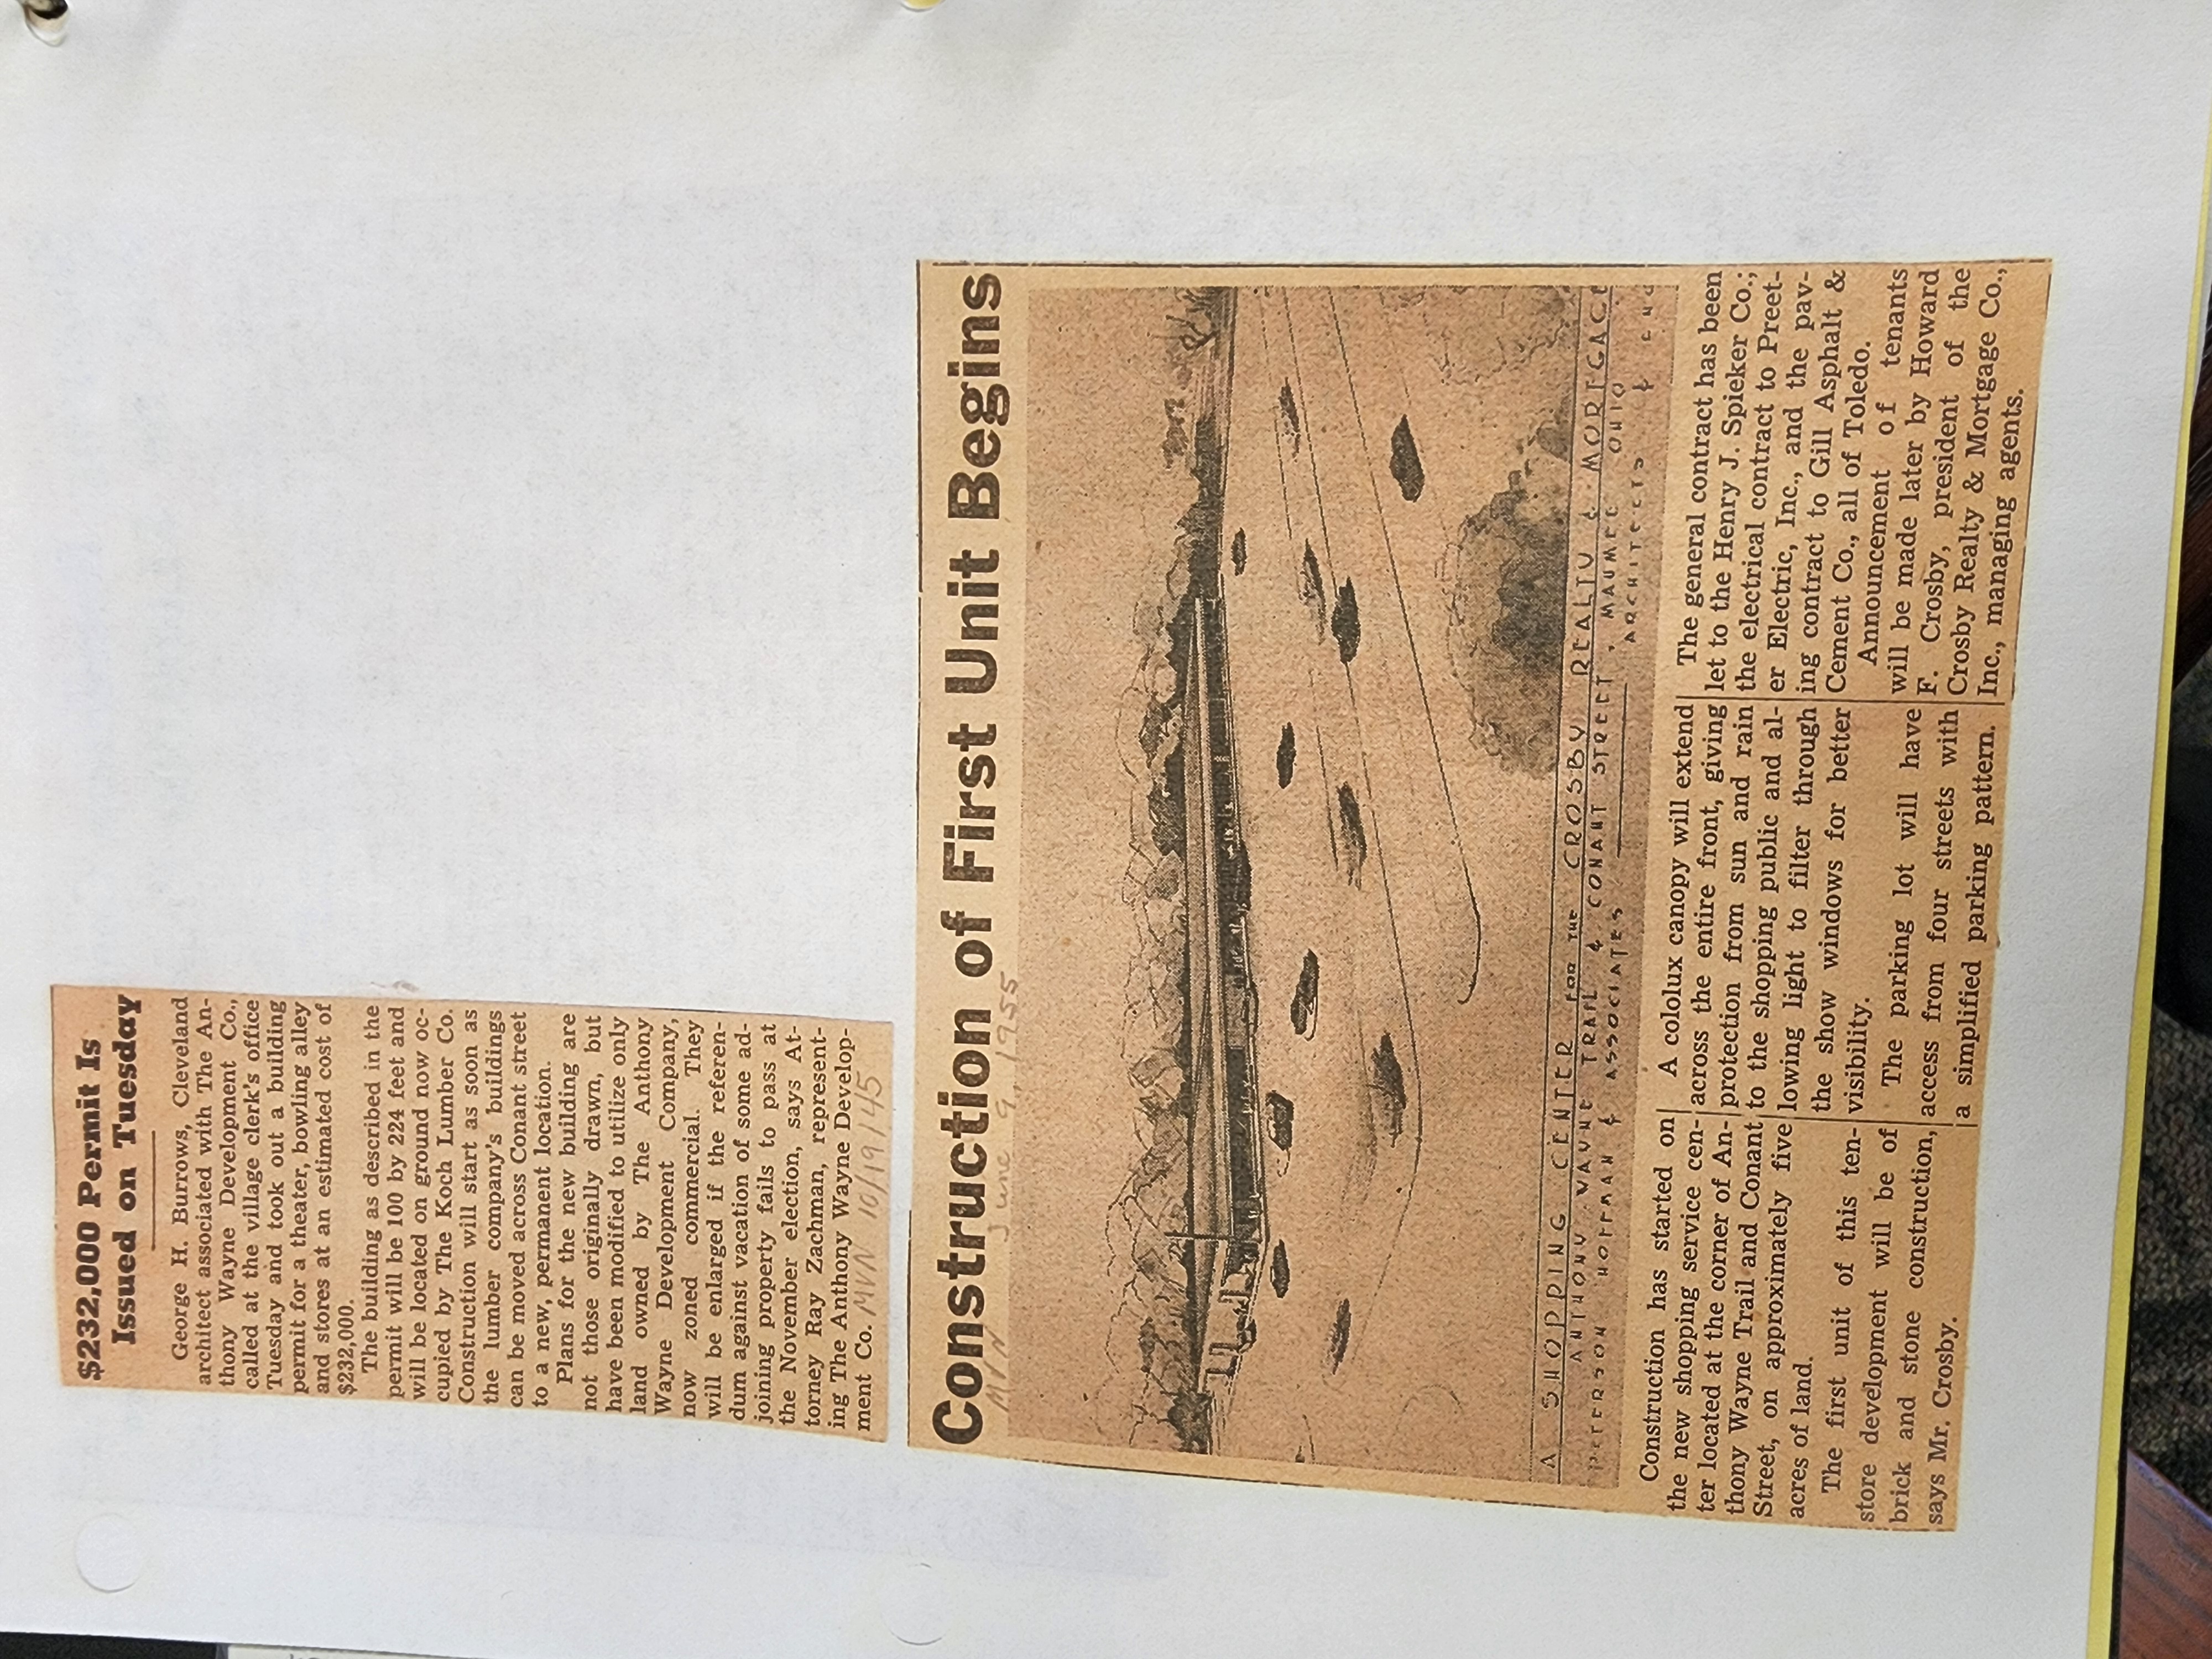 $232,000 Permit Is
Issued on Tuesday
George H. Burrows, Cleveland
architect associated with The An-
thony Wayne Development Co.,
called at the village clerk's office
Tuesday and took out a building
permit for a theater, bowling alley
and stores at an estimated cost of
$232,000.
The building as described in the
permit will be 100 by 224 feet and
will be located on ground now oc-
cupied by The Koch Lumber Co.
Construction will start as soon as
the lumber company's buildings
can be moved across Conant street
to a new, permanent location.
Plans for the new building are
not those originally drawn, but
have been modified to utilize only
land owned by The Anthony
Wayne Development Company,
now zoned commercial. They
will be enlarged if the referen-
dum against vacation of some ad-
joining property fails to pass at
the November election, says At-
torney Ray Zachman, represent-
ing The Anthony Wayne Develop-
ment Co. MVN 10/19/45
Construction of First Unit Begins
MVN June 9, 1955
A SHOPPING CENTER FOR THE CROSBY REALTY & MORTGAGE
ANTHONY WAYNE TRAIL & CONANT STREET, MAUMEE OHIO
PETERSON HOFFMAN & ASSOCIATES ARCHITECTS &
Construction has started on
the new shopping service cen-
ter located at the corner of An-
thony Wayne Trail and Conant
Street, on approximately five
acres of land.
The first unit of this ten-
store development will be of
brick and stone construction,
says Mr. Crosby.
A cololux canopy will extend
across the entire front, giving
protection from sun and rain
to the shopping public and al-
lowing light to filter through
the show windows for better
visibility.
The parking lot will have
access from four streets with
a simplified parking pattern.
The general contract has been
let to the Henry J. Spieker Co.;
the electrical contract to Preet-
er Electric, Inc., and the pav-
ing contract to Gill Asphalt &
Cement Co., all of Toledo.
Announcement of tenants
will be made later by Howard
F. Crosby, president of the
Crosby Realty & Mortgage Co.,
Inc., managing agents.